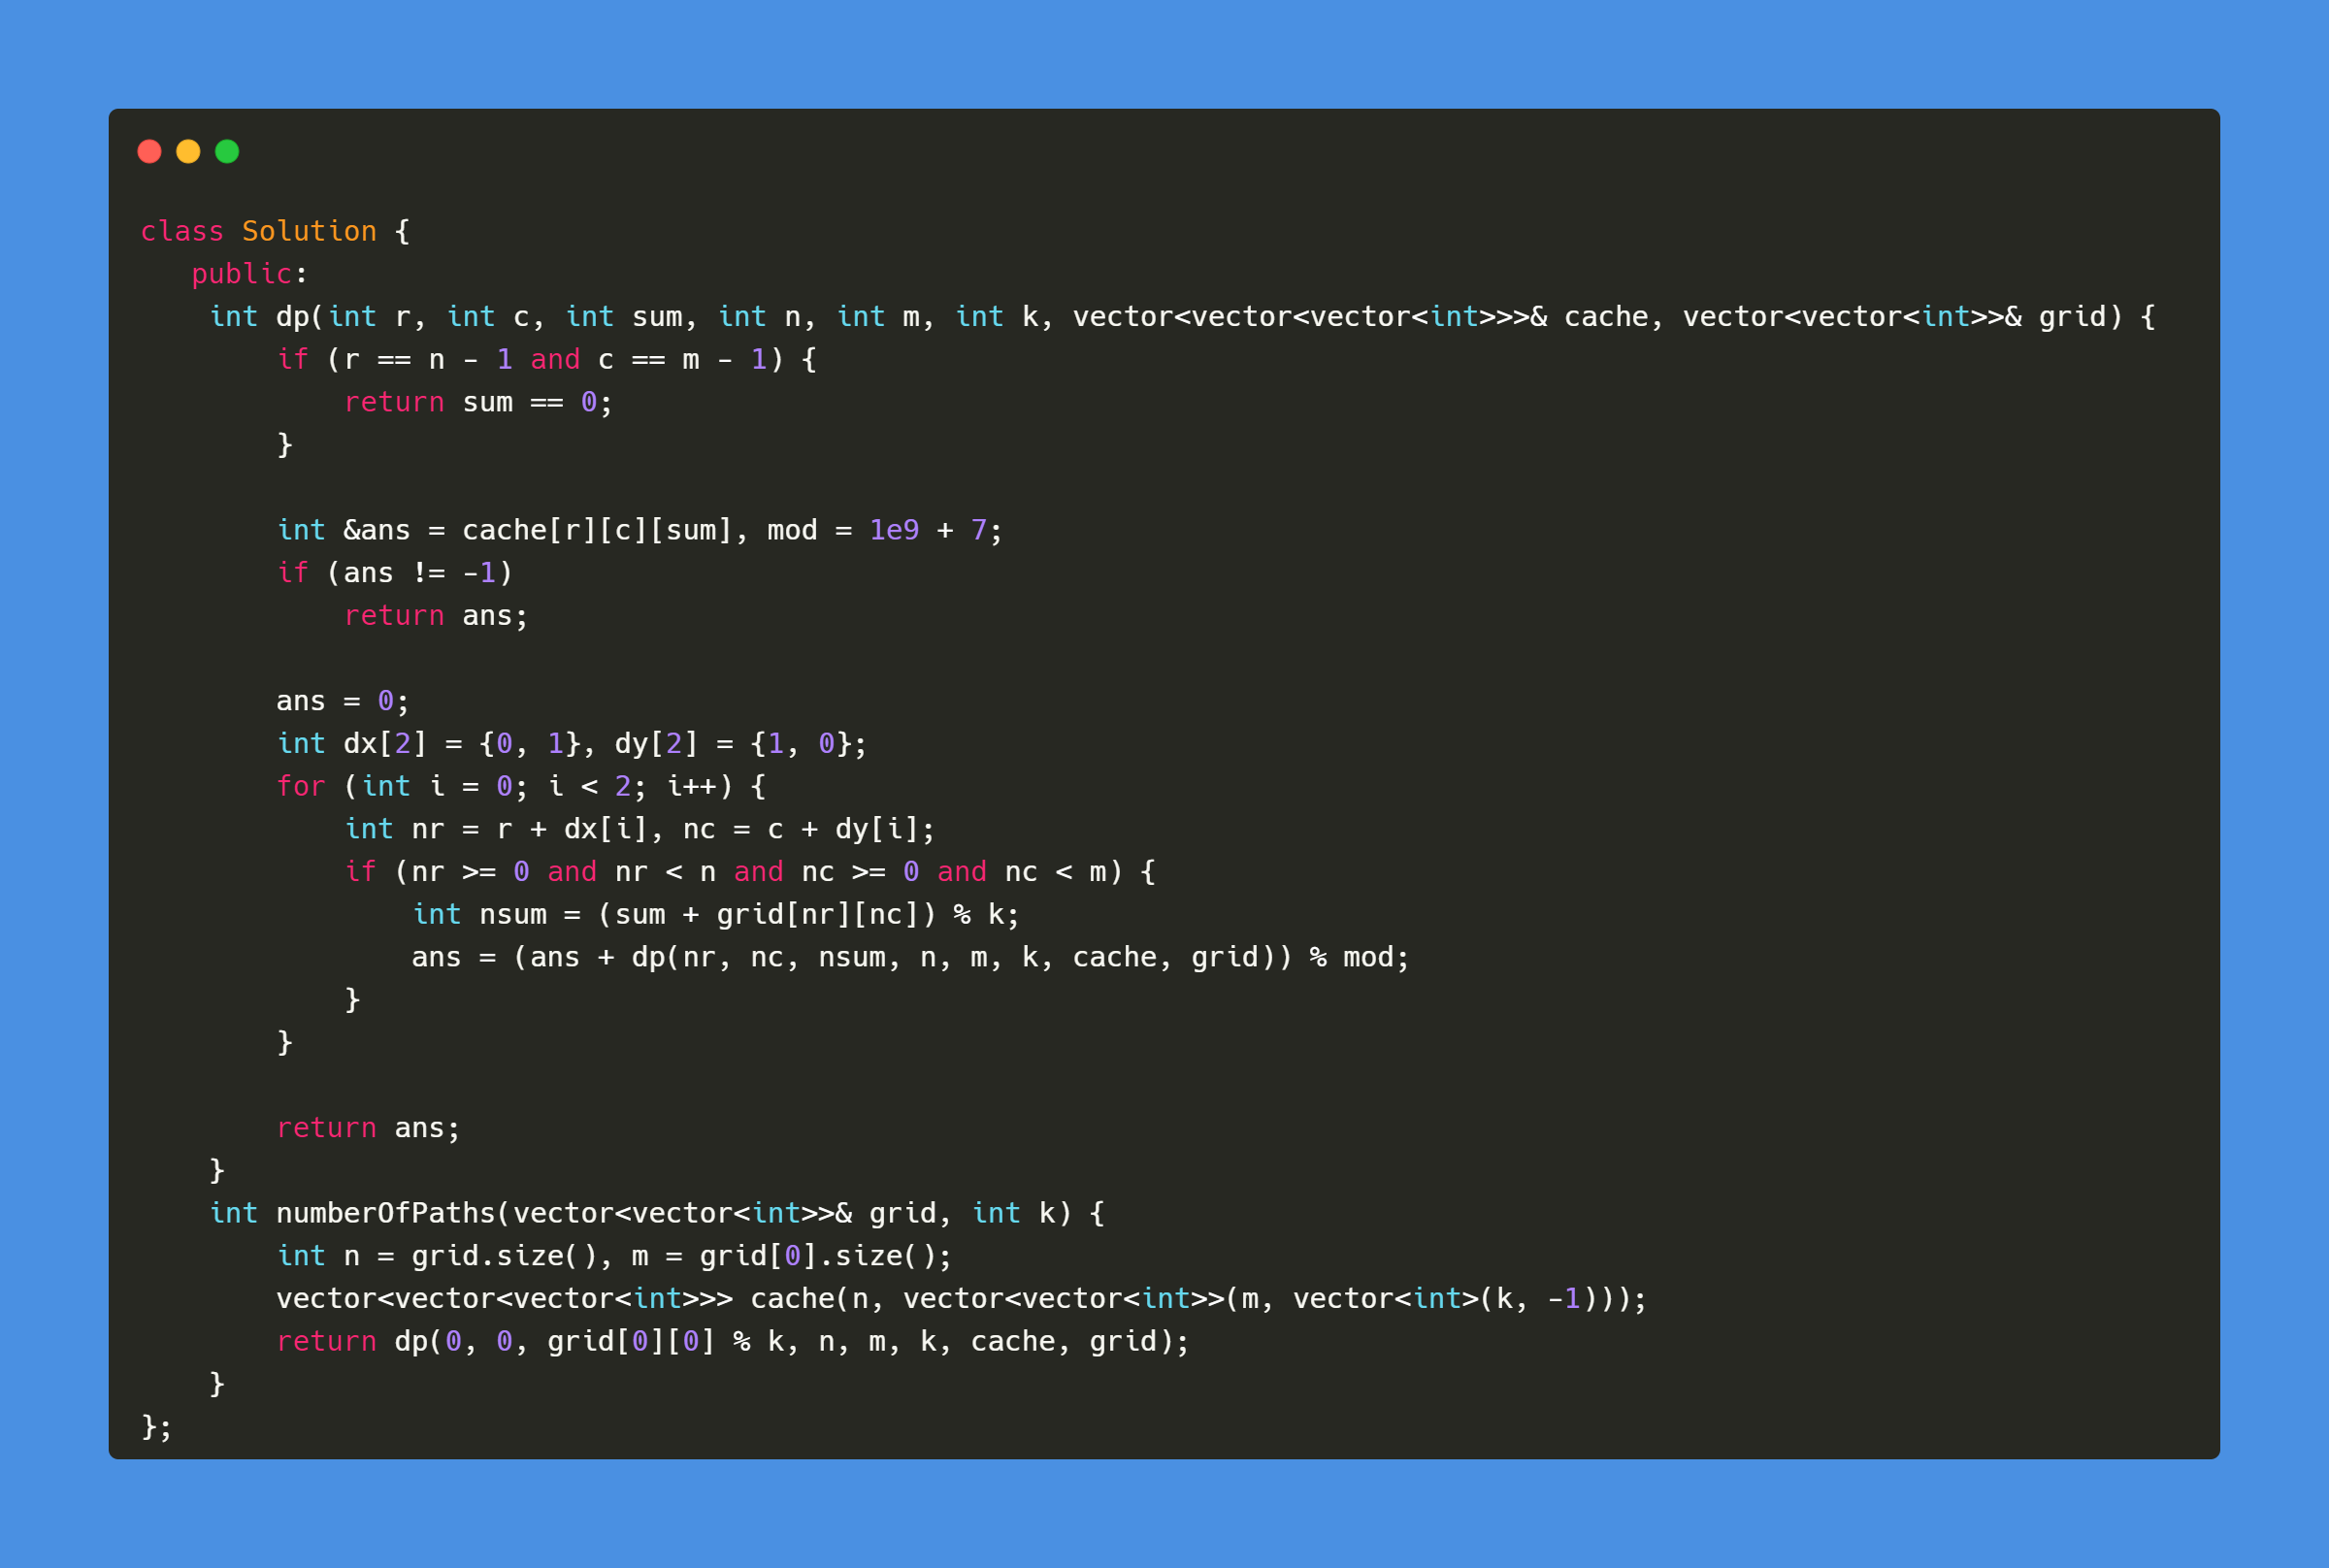 class Solution {
   public:
    int dp(int r, int c, int sum, int n, int m, int k, vector<vector<vector<int>>>& cache, vector<vector<int>>& grid) {
        if (r == n - 1 and c == m - 1) {
            return sum == 0;
        }

        int &ans = cache[r][c][sum], mod = 1e9 + 7;
        if (ans != -1)
            return ans;

        ans = 0;
        int dx[2] = {0, 1}, dy[2] = {1, 0};
        for (int i = 0; i < 2; i++) {
            int nr = r + dx[i], nc = c + dy[i];
            if (nr >= 0 and nr < n and nc >= 0 and nc < m) {
                int nsum = (sum + grid[nr][nc]) % k;
                ans = (ans + dp(nr, nc, nsum, n, m, k, cache, grid)) % mod;
            }
        }

        return ans;
    }
    int numberOfPaths(vector<vector<int>>& grid, int k) {
        int n = grid.size(), m = grid[0].size();
        vector<vector<vector<int>>> cache(n, vector<vector<int>>(m, vector<int>(k, -1)));
        return dp(0, 0, grid[0][0] % k, n, m, k, cache, grid);
    }
};